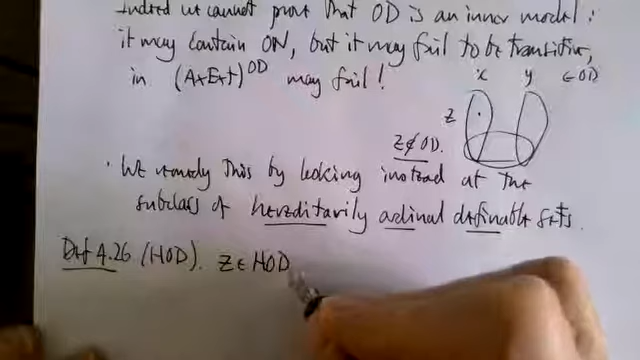 Indeed we cannot prove that OD is an inner model:
it may contain ON, but it may fail to be transitive,
in (AxExt)^OD may fail!
x y ∈ OD
z
z ∉ OD.
· We remedy this by looking instead at the
subclass of hereditarily ordinal definable sets.
Def 4.26 (HOD). z ∈ HOD